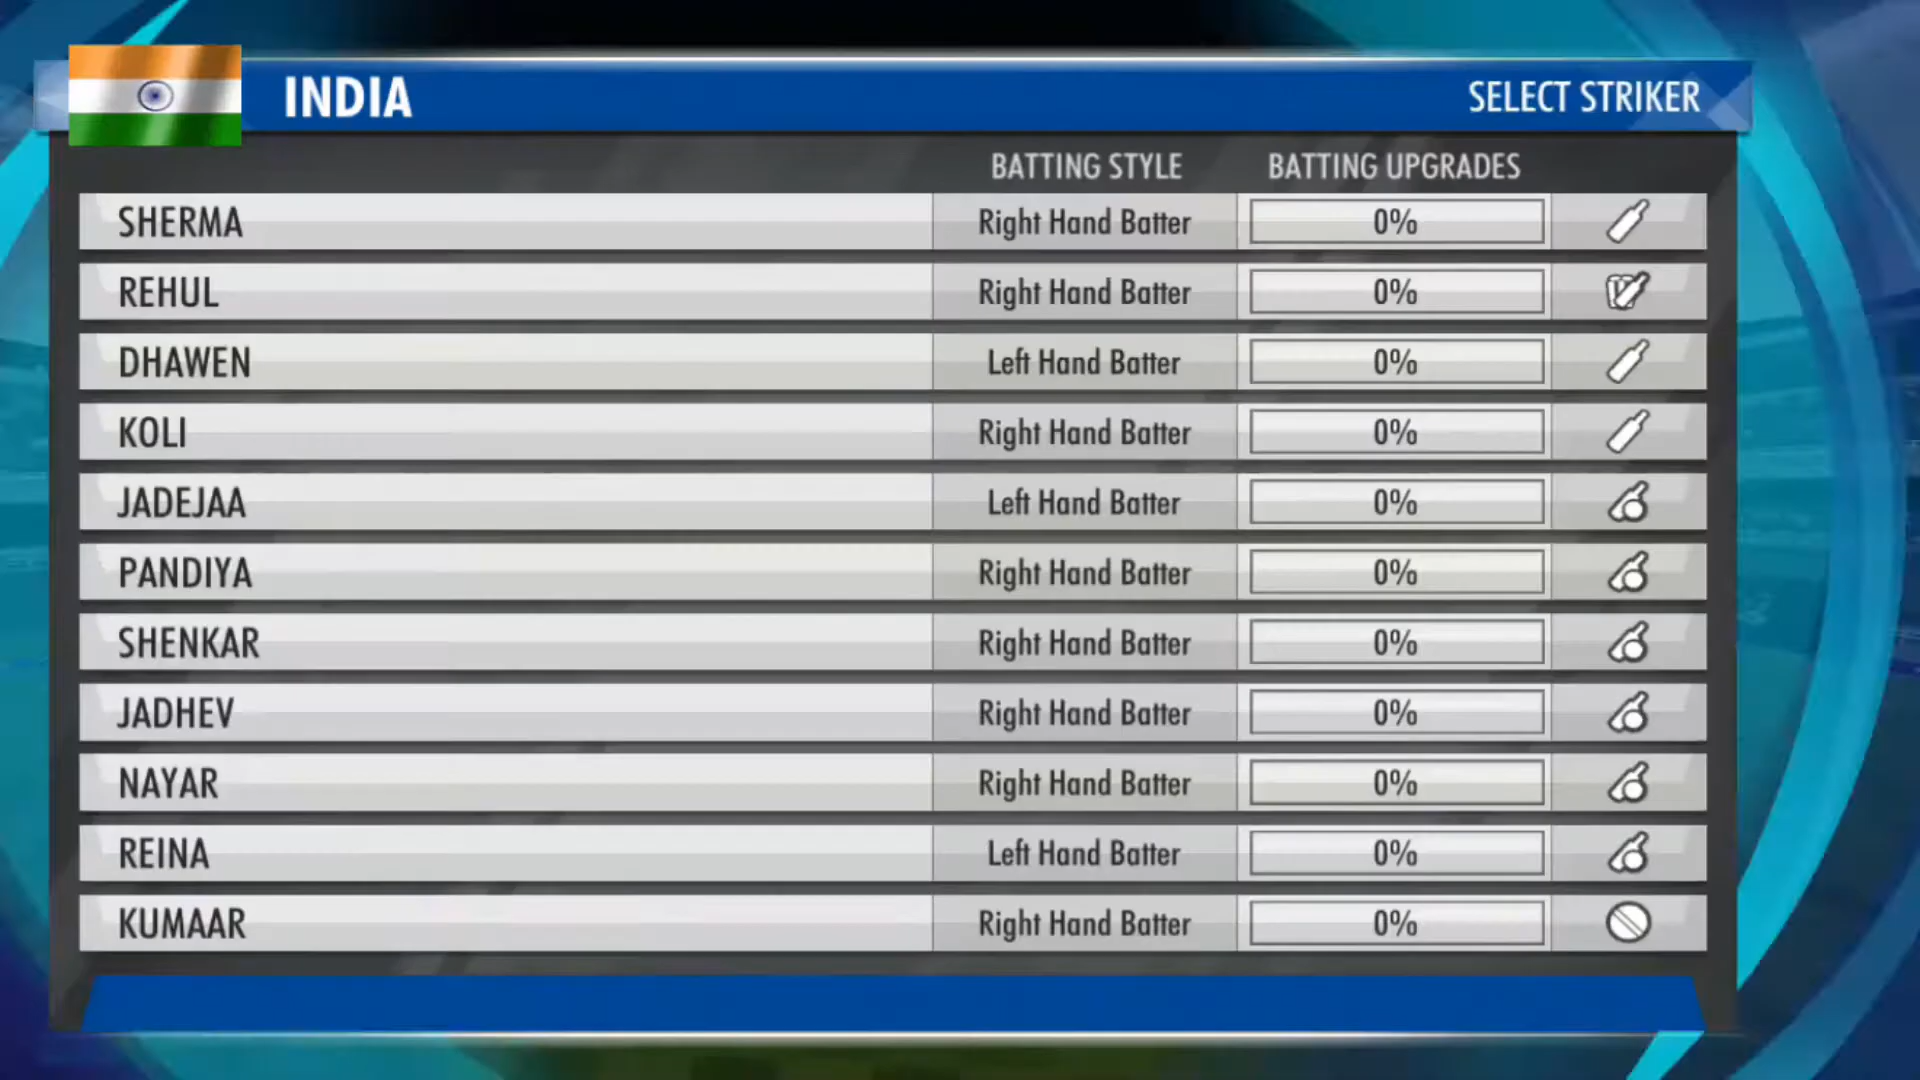 INDIA SELECT STRIKER
BATTING STYLE BATTING UPGRADES
SHERMA Right Hand Batter 0%
REHUL Right Hand Batter 0%
DHAWEN Left Hand Batter 0%
KOLI Right Hand Batter 0%
JADEJAA Left Hand Batter 0%
PANDIYA Right Hand Batter 0%
SHENKAR Right Hand Batter 0%
JADHEV Right Hand Batter 0%
NAYAR Right Hand Batter 0%
REINA Left Hand Batter 0%
KUMAAR Right Hand Batter 0%